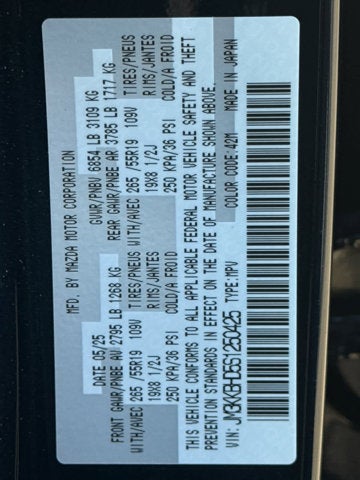 MFD. BY MAZDA MOTOR CORPORATION
DATE 05/25 GVWR/PNBV 6854 LB 3109 KG
FRONT GAWR/PNBE AV 2795 LB 1268 KG REAR GAWR/PNBE AR 3785 LB 1717 KG
WITH/AVEC 265 /55R19 109V TIRES/PNEUS WITH/AVEC 265 /55R19 109V TIRES/PNEUS
19X8 1/2J RIMS/JANTES 19X8 1/2J RIMS/JANTES
250 KPA/36 PSI COLD/A FROID 250 KPA/36 PSI COLD/A FROID
THIS VEHICLE CONFORMS TO ALL APPLICABLE FEDERAL MOTOR VEHICLE SAFETY AND THEFT
PREVENTION STANDARDS IN EFFECT ON THE DATE OF MANUFACTURE SHOWN ABOVE.
VIN: JM3KKBHD5S1250425 TYPE: MPV
COLOR CODE: 42M MADE IN JAPAN